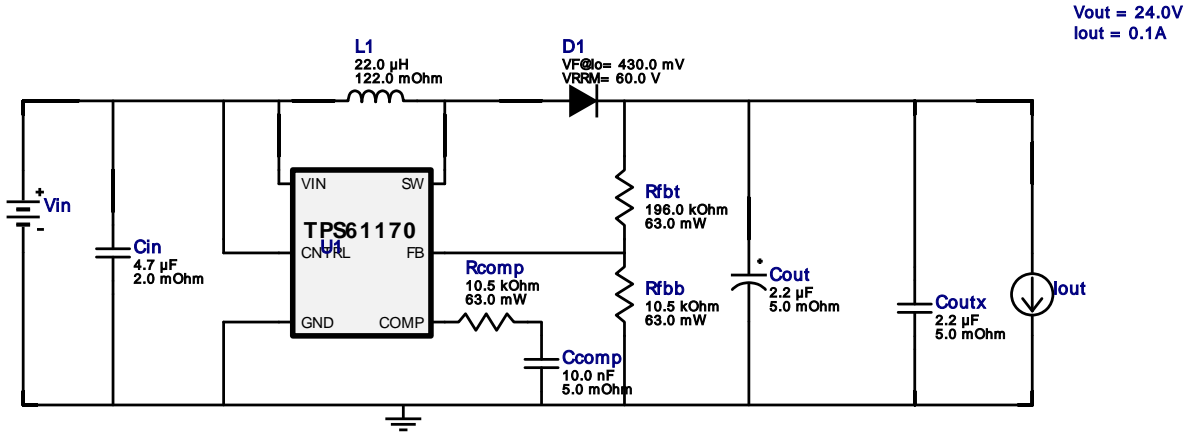 Vout = 24.0V
Iout = 0.1A
L1
22.0 µH
122.0 mOhm
D1
VF@Io= 430.0 mV
VRRM= 60.0 V
VIN
SW
TPS61170
U1
CNTRL
FB
GND
COMP
+
Vin
-
Cin
4.7 µF
2.0 mOhm
Rcomp
10.5 kOhm
63.0 mW
Ccomp
10.0 nF
5.0 mOhm
Rfbt
196.0 kOhm
63.0 mW
Rfbb
10.5 kOhm
63.0 mW
+
Cout
2.2 µF
5.0 mOhm
Coutx
2.2 µF
5.0 mOhm
Iout